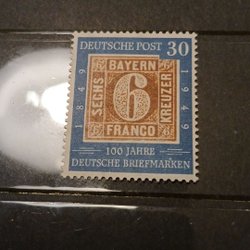 DEUTSCHE POST 30
1849
BAYERN
SECHS
6
KREUZER
FRANCO
1949
100 JAHRE
DEUTSCHE BRIEFMARKEN